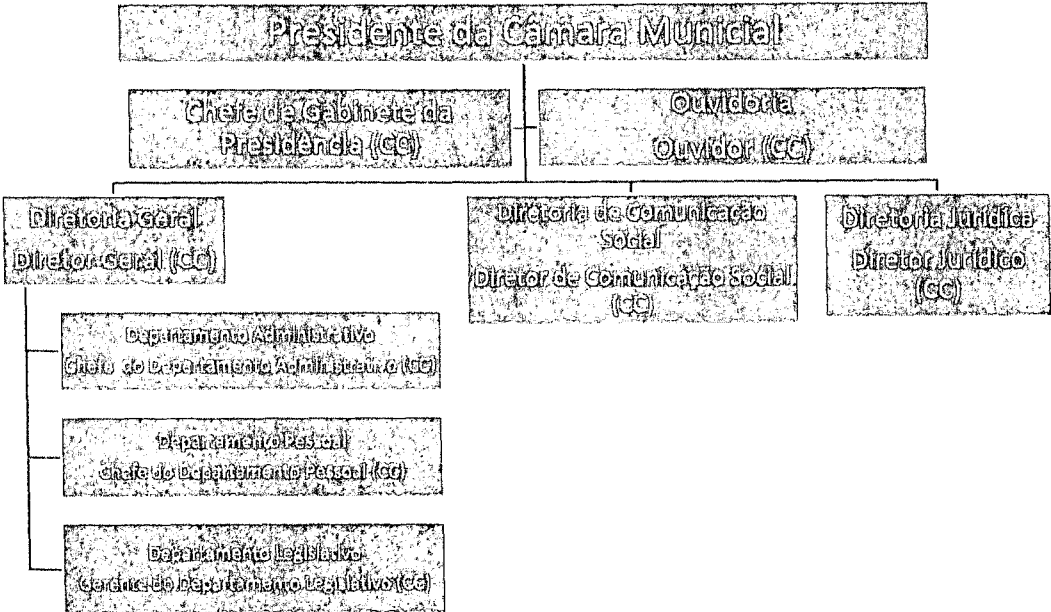 Presidente da Câmara Municial
Chefe de Gabinete da
Presidência (CC)
Ouvidoria
Ouvidor (CC)
Diretoria Geral
Diretor Geral (CC)
Diretoria de Comunicação
Social
Diretor de Comunicação Social
(CC)
Diretoria Jurídica
Diretor Jurídico
(CC)
Departamento Administrativo
Chefe do Departamento Administrativo (CC)
Departamento Pessoal
Chefe do Departamento Pessoal (CC)
Departamento Legislativo
Gerente do Departamento Legislativo (CC)